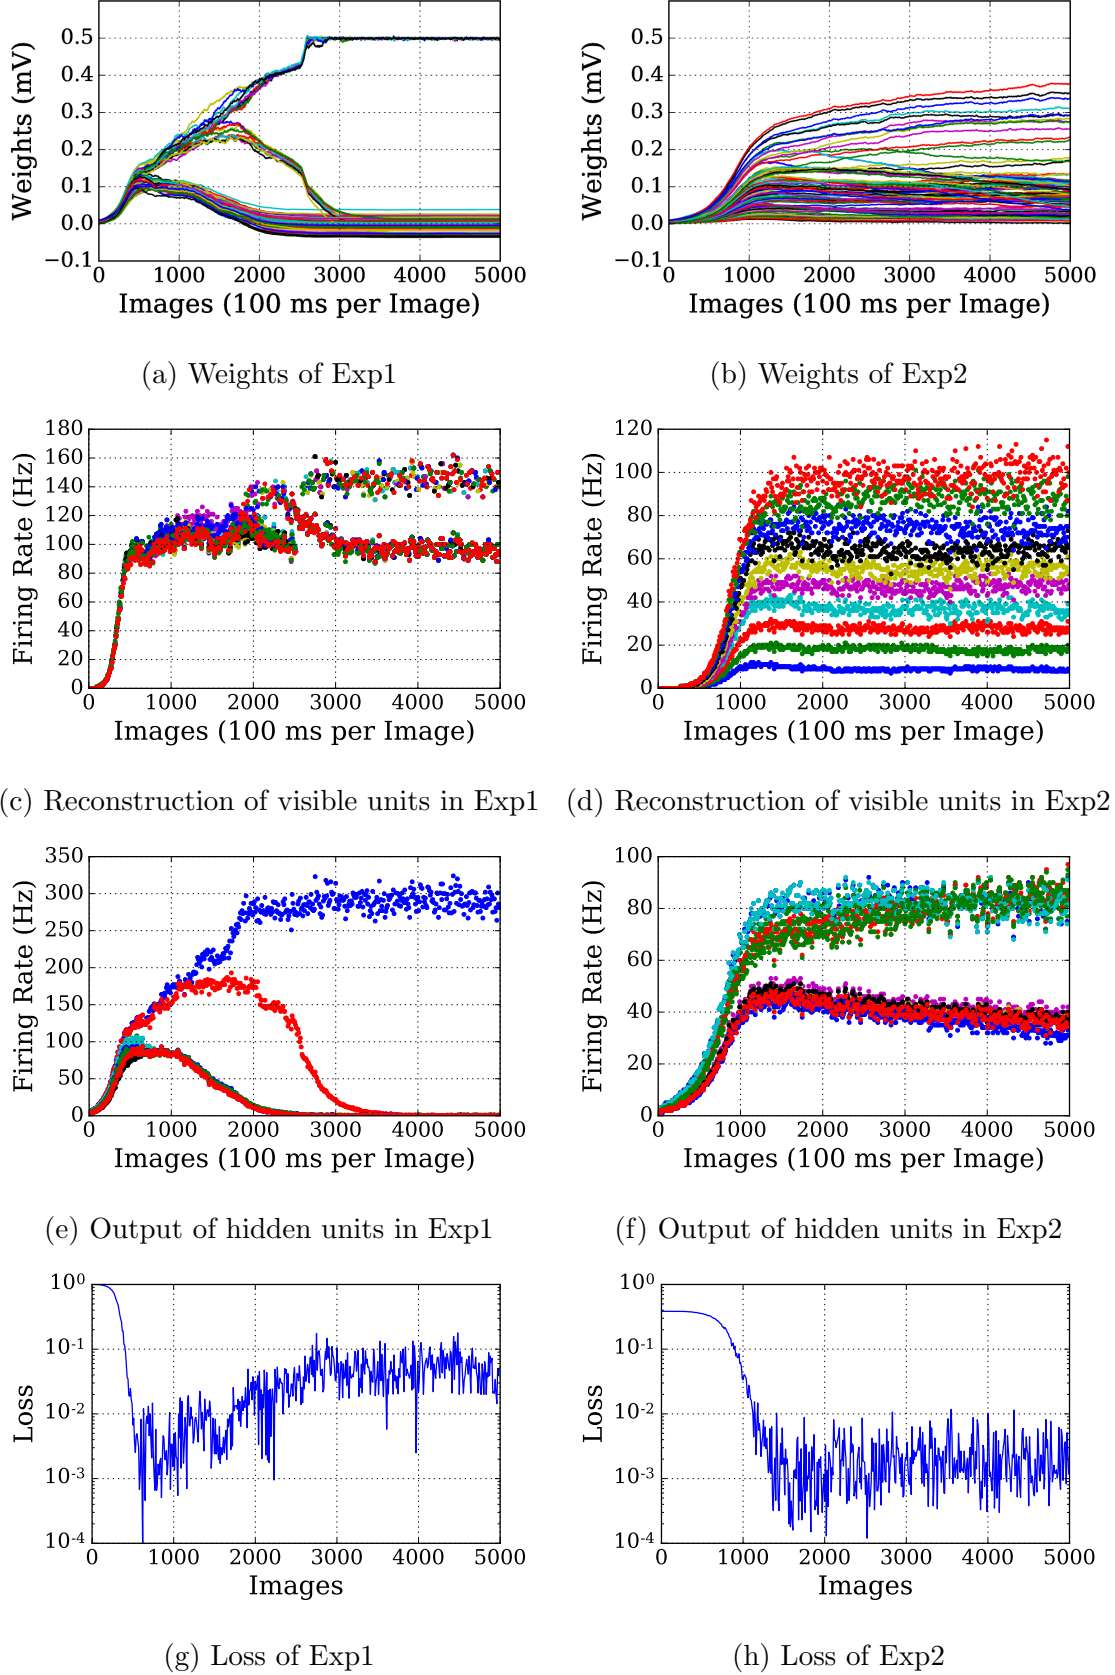 0.5
0.4
0.3
0.2
0.1
0.0
−0.1
Weights (mV)
0 1000 2000 3000 4000 5000
Images (100 ms per Image)
(a) Weights of Exp1
0.5
0.4
0.3
0.2
0.1
0.0
−0.1
Weights (mV)
0 1000 2000 3000 4000 5000
Images (100 ms per Image)
(b) Weights of Exp2
180
160
140
120
100
80
60
40
20
0
Firing Rate (Hz)
0 1000 2000 3000 4000 5000
Images (100 ms per Image)
(c) Reconstruction of visible units in Exp1
120
100
80
60
40
20
0
Firing Rate (Hz)
0 1000 2000 3000 4000 5000
Images (100 ms per Image)
(d) Reconstruction of visible units in Exp2
350
300
250
200
150
100
50
0
Firing Rate (Hz)
0 1000 2000 3000 4000 5000
Images (100 ms per Image)
(e) Output of hidden units in Exp1
100
80
60
40
20
0
Firing Rate (Hz)
0 1000 2000 3000 4000 5000
Images (100 ms per Image)
(f) Output of hidden units in Exp2
10⁰
10⁻¹
10⁻²
10⁻³
10⁻⁴
Loss
0 1000 2000 3000 4000 5000
Images
(g) Loss of Exp1
10⁰
10⁻¹
10⁻²
10⁻³
10⁻⁴
Loss
0 1000 2000 3000 4000 5000
Images
(h) Loss of Exp2